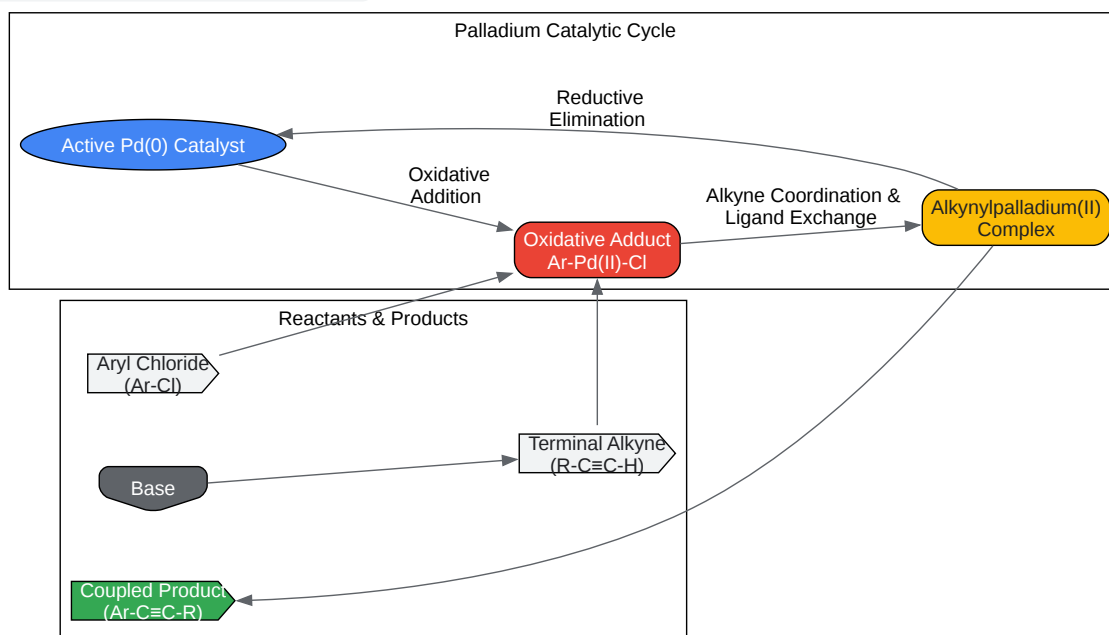 Palladium Catalytic Cycle
Reductive
Elimination
Active Pd(0) Catalyst
Oxidative
Addition
Alkyne Coordination &
Ligand Exchange
Alkynylpalladium(II)
Complex
Oxidative Adduct
Ar-Pd(II)-Cl
Reactants & Products
Aryl Chloride
(Ar-Cl)
Terminal Alkyne
(R-C≡C-H)
Base
Coupled Product
(Ar-C≡C-R)